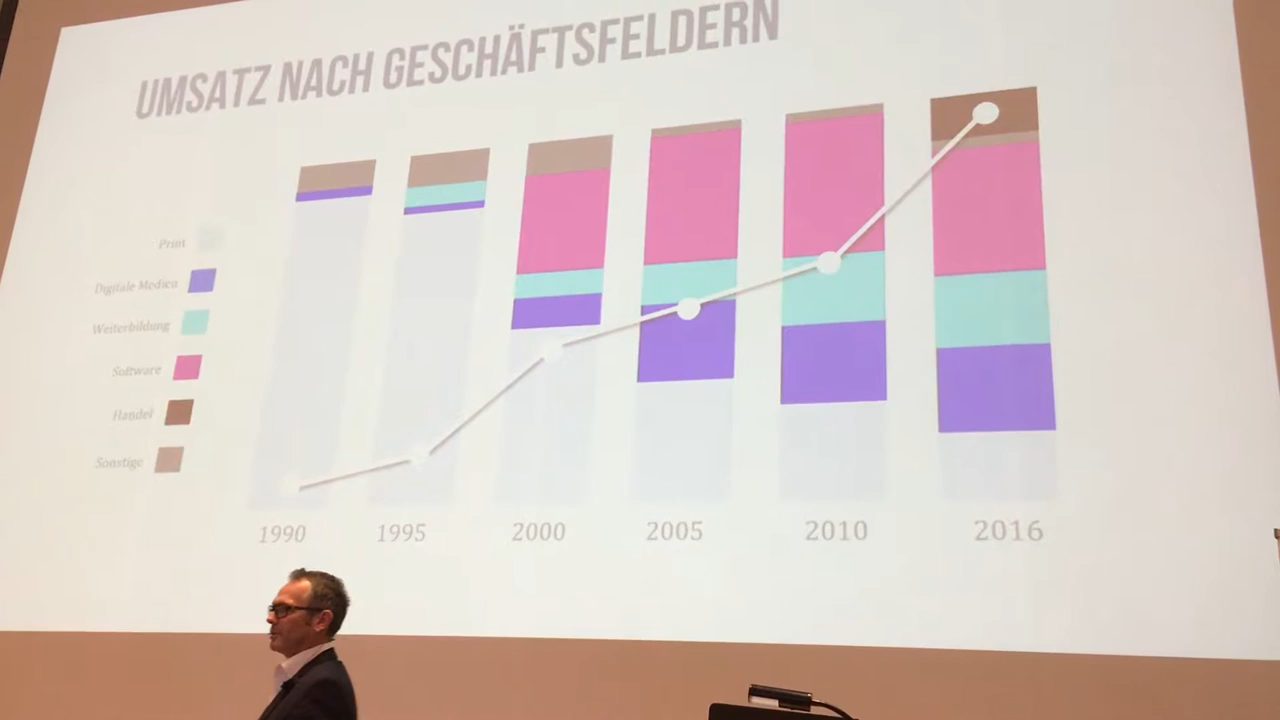 UMSATZ NACH GESCHÄFTSFELDERN
Print
Digitale Medien
Weiterbildung
Software
Handel
Sonstige
1990 1995 2000 2005 2010 2016